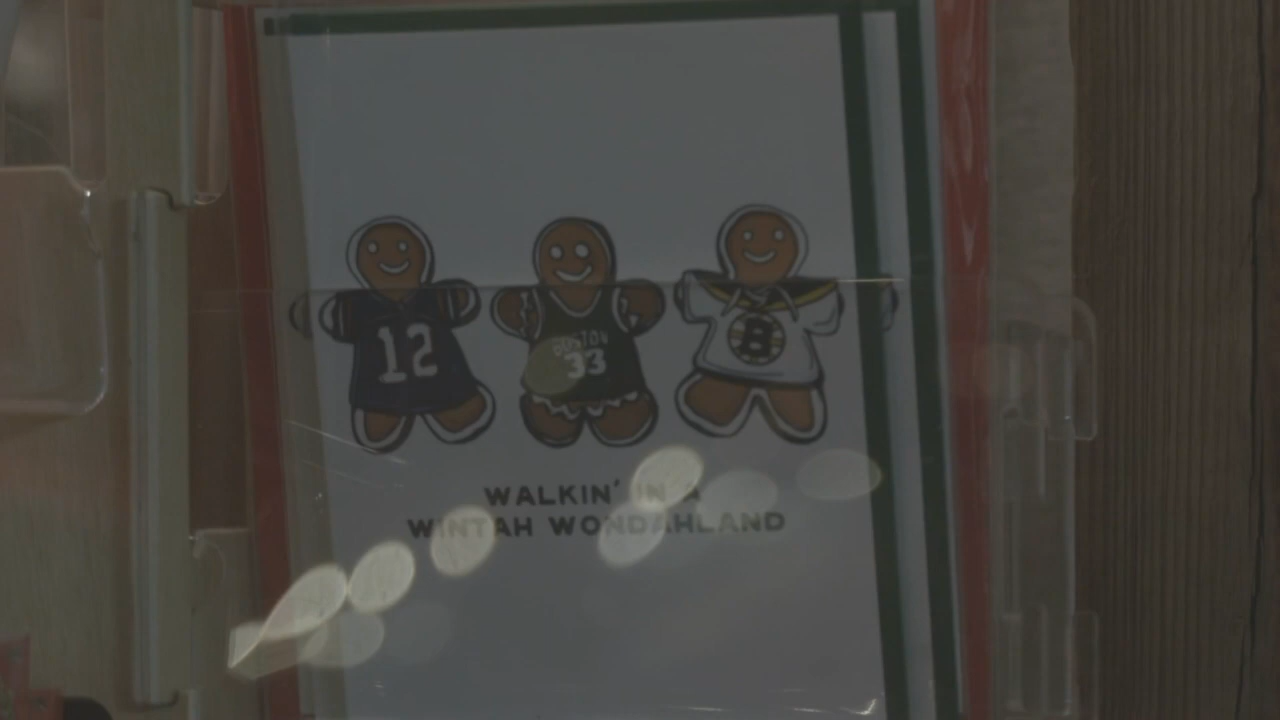 12
BOSTON
33
B
WALKIN' IN A
WINTAH WONDAHLAND